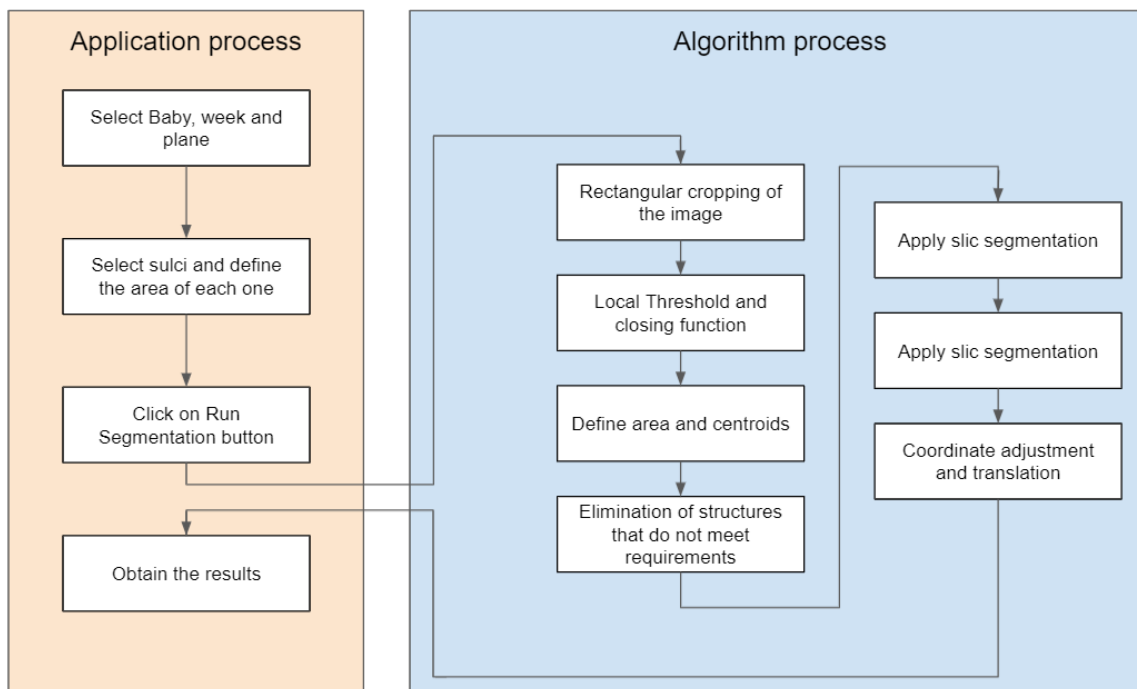 Application process
Select Baby, week and
plane
Select sulci and define
the area of each one
Click on Run
Segmentation button
Obtain the results
Algorithm process
Rectangular cropping of
the image
Local Threshold and
closing function
Define area and centroids
Elimination of structures
that do not meet
requirements
Apply slic segmentation
Apply slic segmentation
Coordinate adjustment
and translation